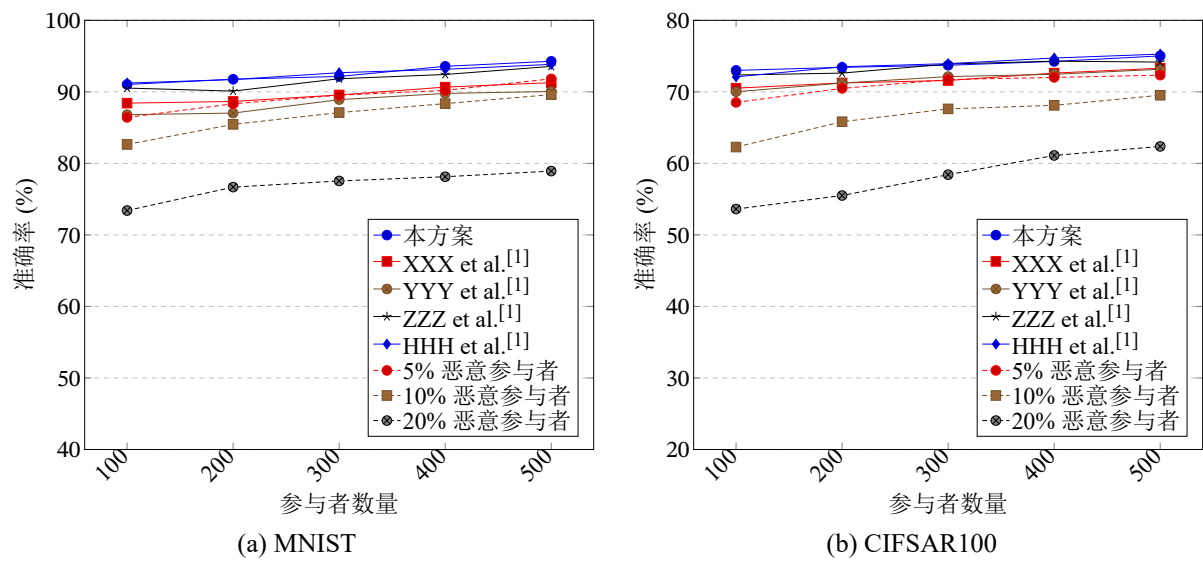 准确率 (%)
100
90
80
70
60
50
40
本方案
XXX et al.[1]
YYY et al.[1]
ZZZ et al.[1]
HHH et al.[1]
5% 恶意参与者
10% 恶意参与者
20% 恶意参与者
100
200
300
400
500
参与者数量
(a) MNIST
准确率 (%)
80
70
60
50
40
30
20
本方案
XXX et al.[1]
YYY et al.[1]
ZZZ et al.[1]
HHH et al.[1]
5% 恶意参与者
10% 恶意参与者
20% 恶意参与者
100
200
300
400
500
参与者数量
(b) CIFSAR100